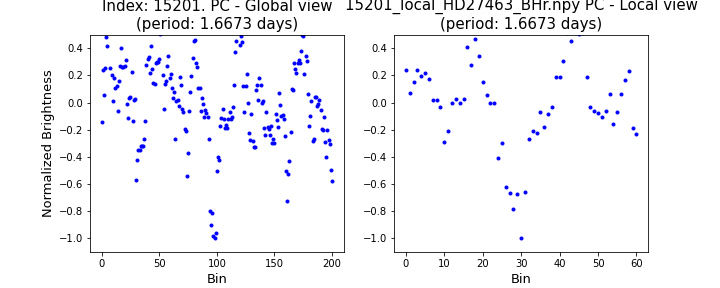 Index: 15201. PC - Global view
(period: 1.6673 days)
15201_local_HD27463_BHr.npy PC - Local view
(period: 1.6673 days)
Normalized Brightness
0.4
0.2
0.0
−0.2
−0.4
−0.6
−0.8
−1.0
0 50 100 150 200
Bin
0.4
0.2
0.0
−0.2
−0.4
−0.6
−0.8
−1.0
0 10 20 30 40 50 60
Bin